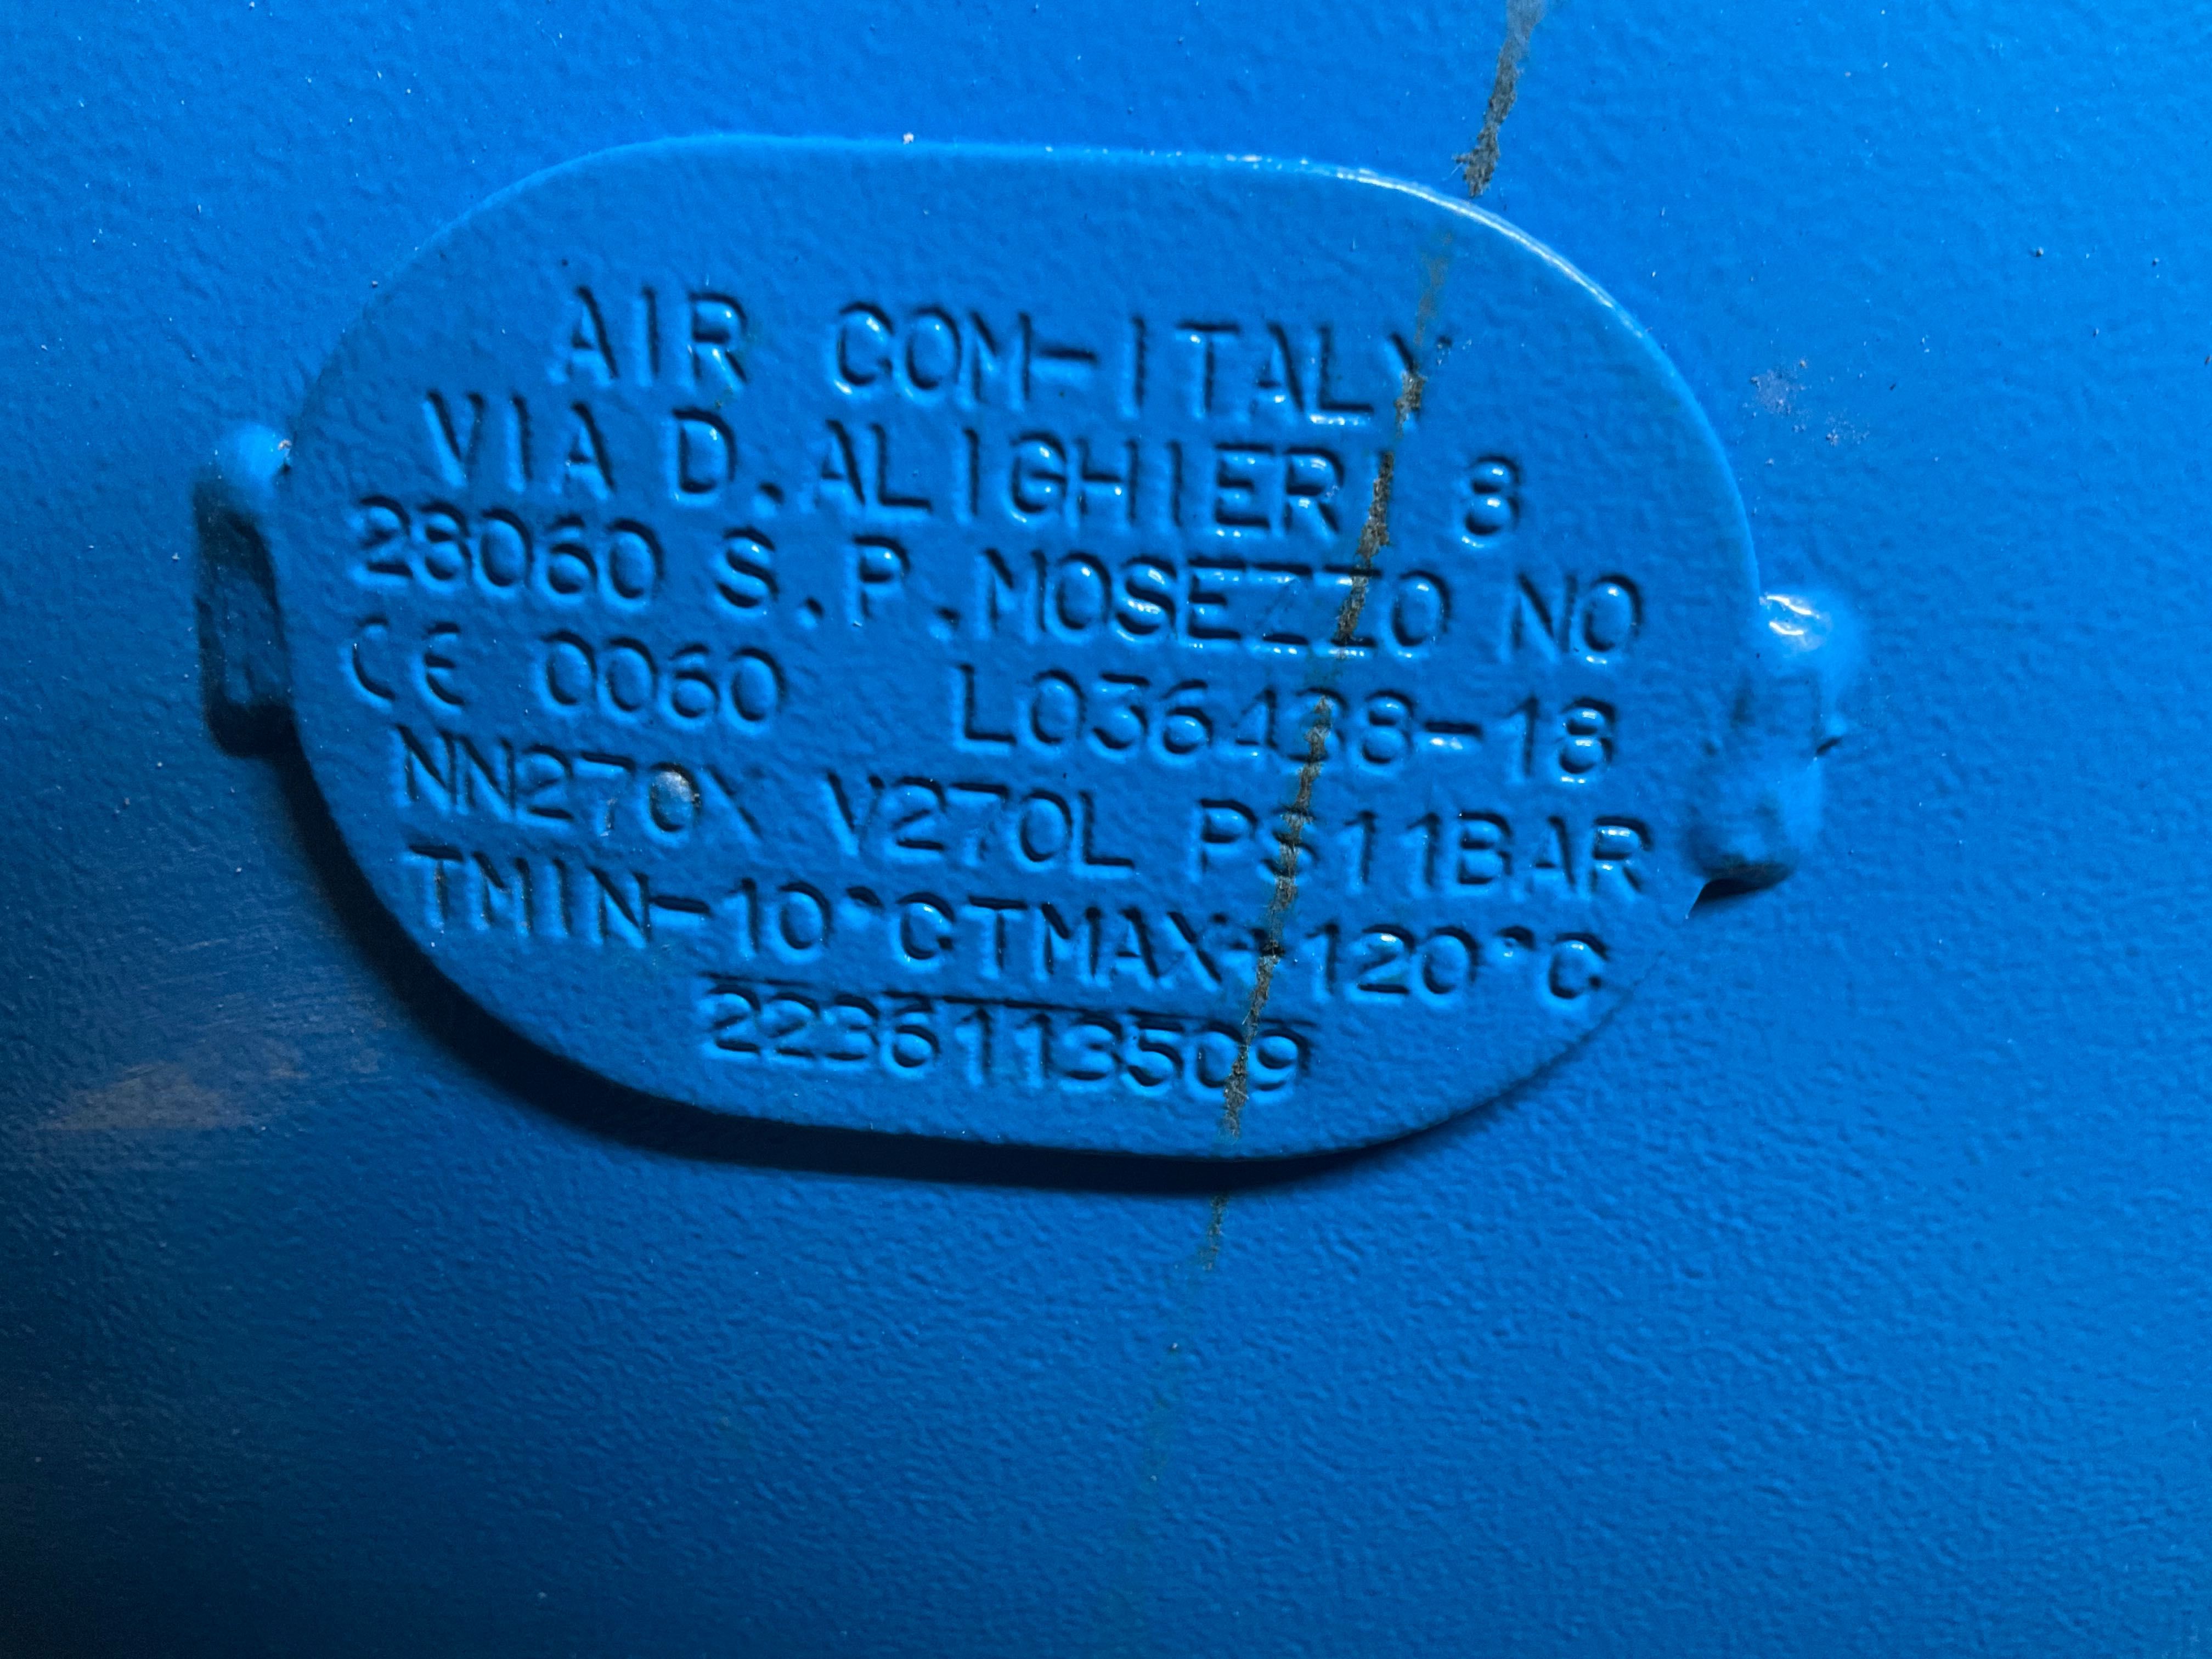 AIR COM-ITALY
VIA D.ALIGHIERI 8
28060 S.P.MOSEZZO NO
CE 0060 L036438-18
NN270X V270L PS11BAR
TMIN-10°CTMAX+120°C
2236113509